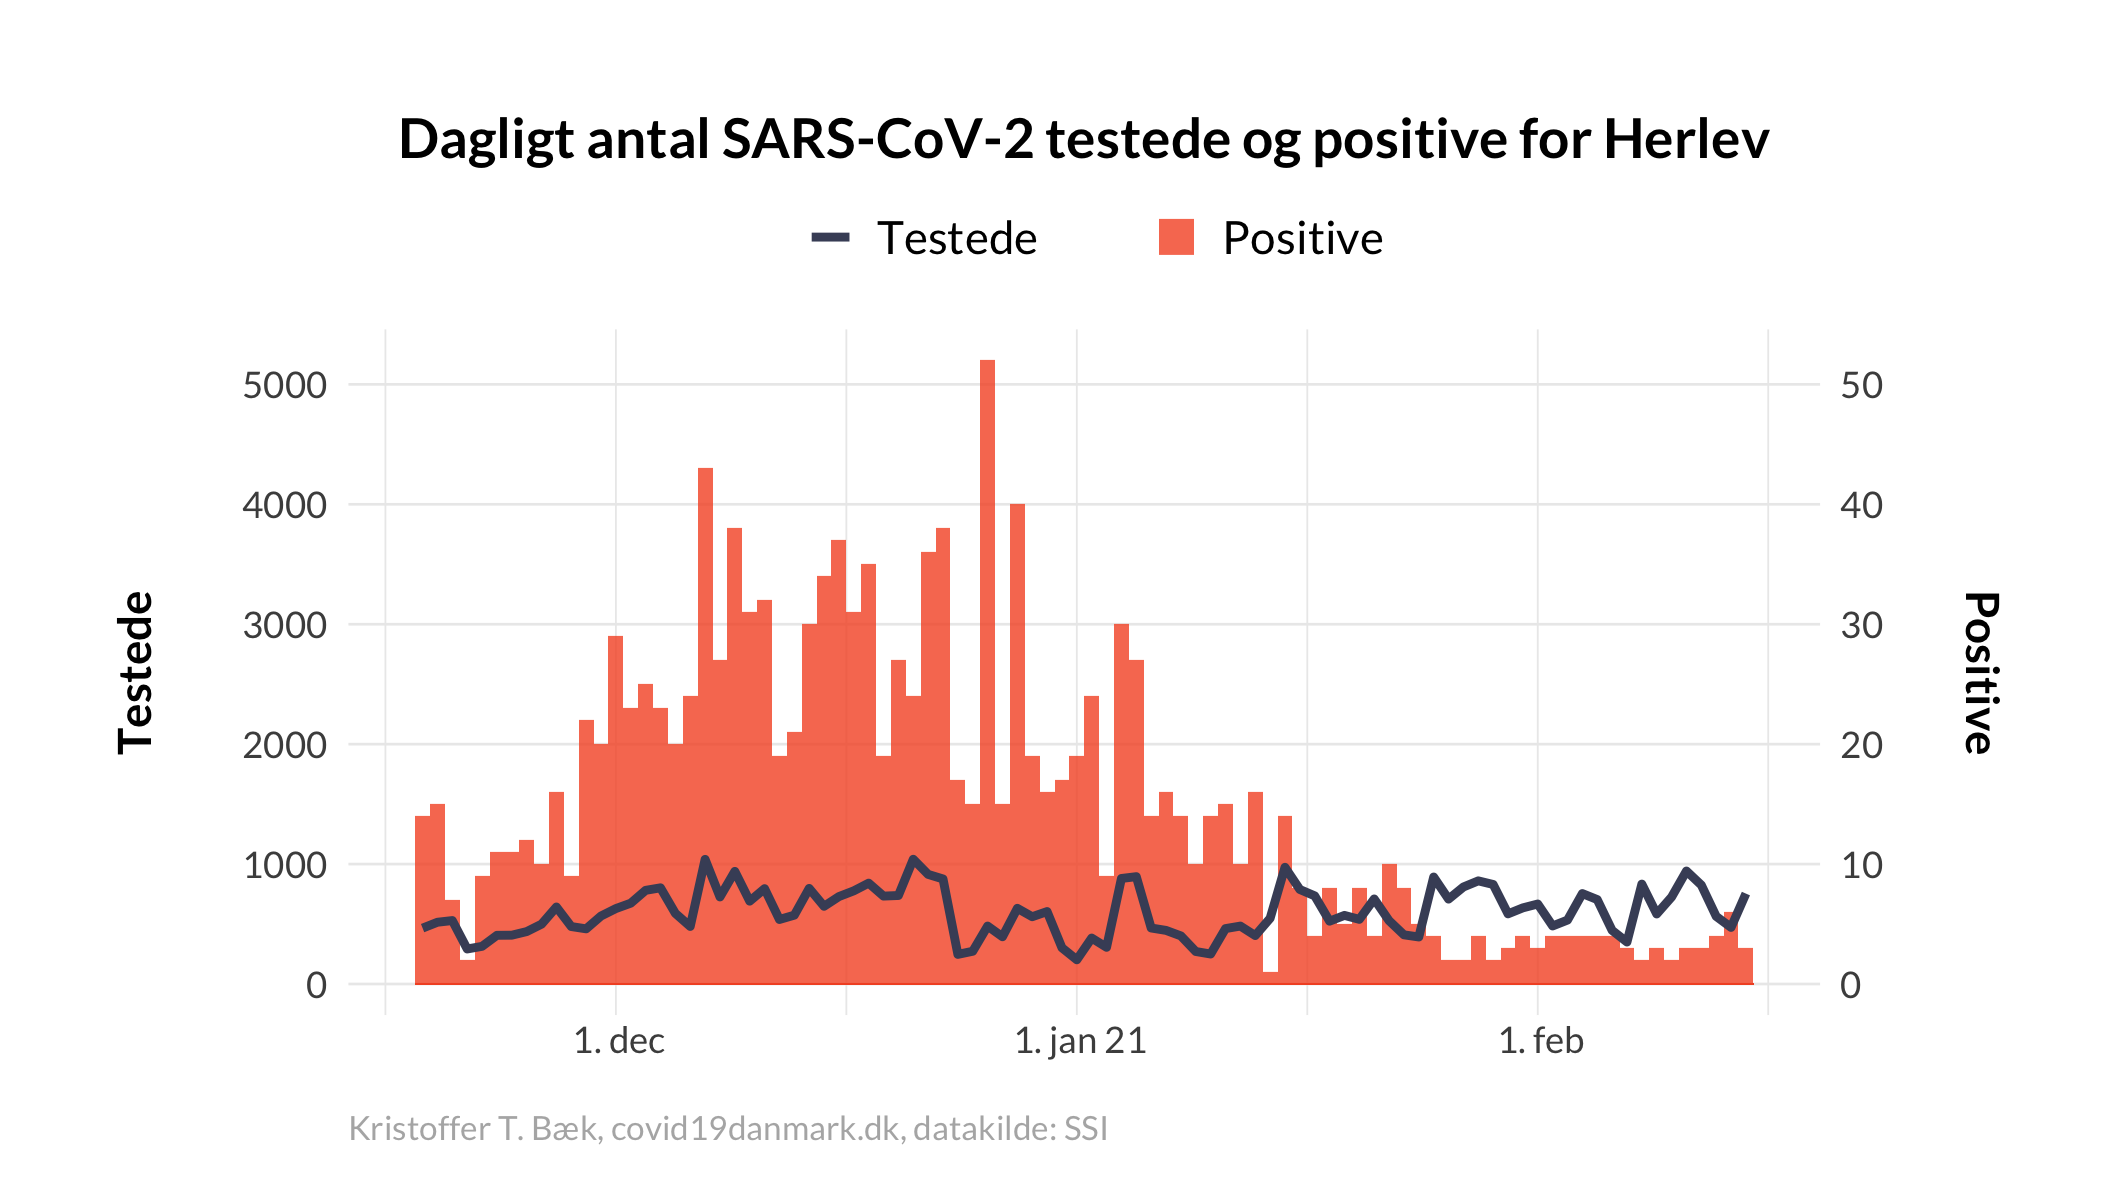 Dagligt antal SARS-CoV-2 testede og positive for Herlev
Testede Positive
5000 50
4000 40
3000 30
2000 20
1000 10
0 0
Testede
Positive
1. dec 1. jan 21 1. feb
Kristoffer T. Bæk, covid19danmark.dk, datakilde: SSI